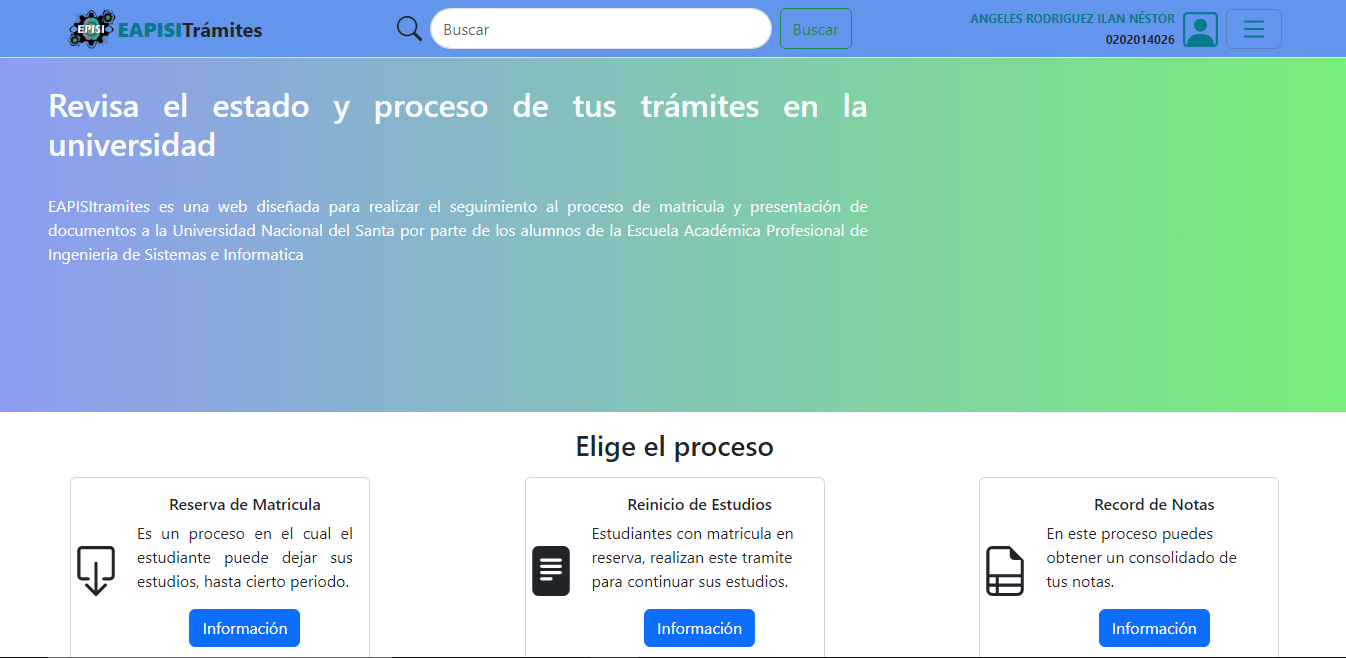 EPISI EAPISITrámites
Buscar
Buscar
ANGELES RODRIGUEZ ILAN NÉSTOR
0202014026
Revisa el estado y proceso de tus trámites en la
universidad
EAPISItramites es una web diseñada para realizar el seguimiento al proceso de matricula y presentación de
documentos a la Universidad Nacional del Santa por parte de los alumnos de la Escuela Académica Profesional de
Ingenieria de Sistemas e Informatica
Elige el proceso
Reserva de Matricula
Es un proceso en el cual el
estudiante puede dejar sus
estudios, hasta cierto periodo.
Información
Reinicio de Estudios
Estudiantes con matricula en
reserva, realizan este tramite
para continuar sus estudios.
Información
Record de Notas
En este proceso puedes
obtener un consolidado de
tus notas.
Información